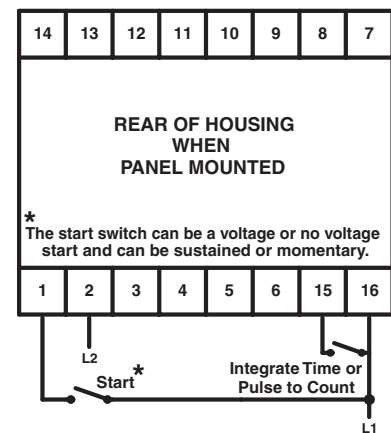 14 13 12 11 10 9 8 7
REAR OF HOUSING
WHEN
PANEL MOUNTED
*
The start switch can be a voltage or no voltage
start and can be sustained or momentary.
1 2 3 4 5 6 15 16
L2
Start*
Integrate Time or
Pulse to Count
L1